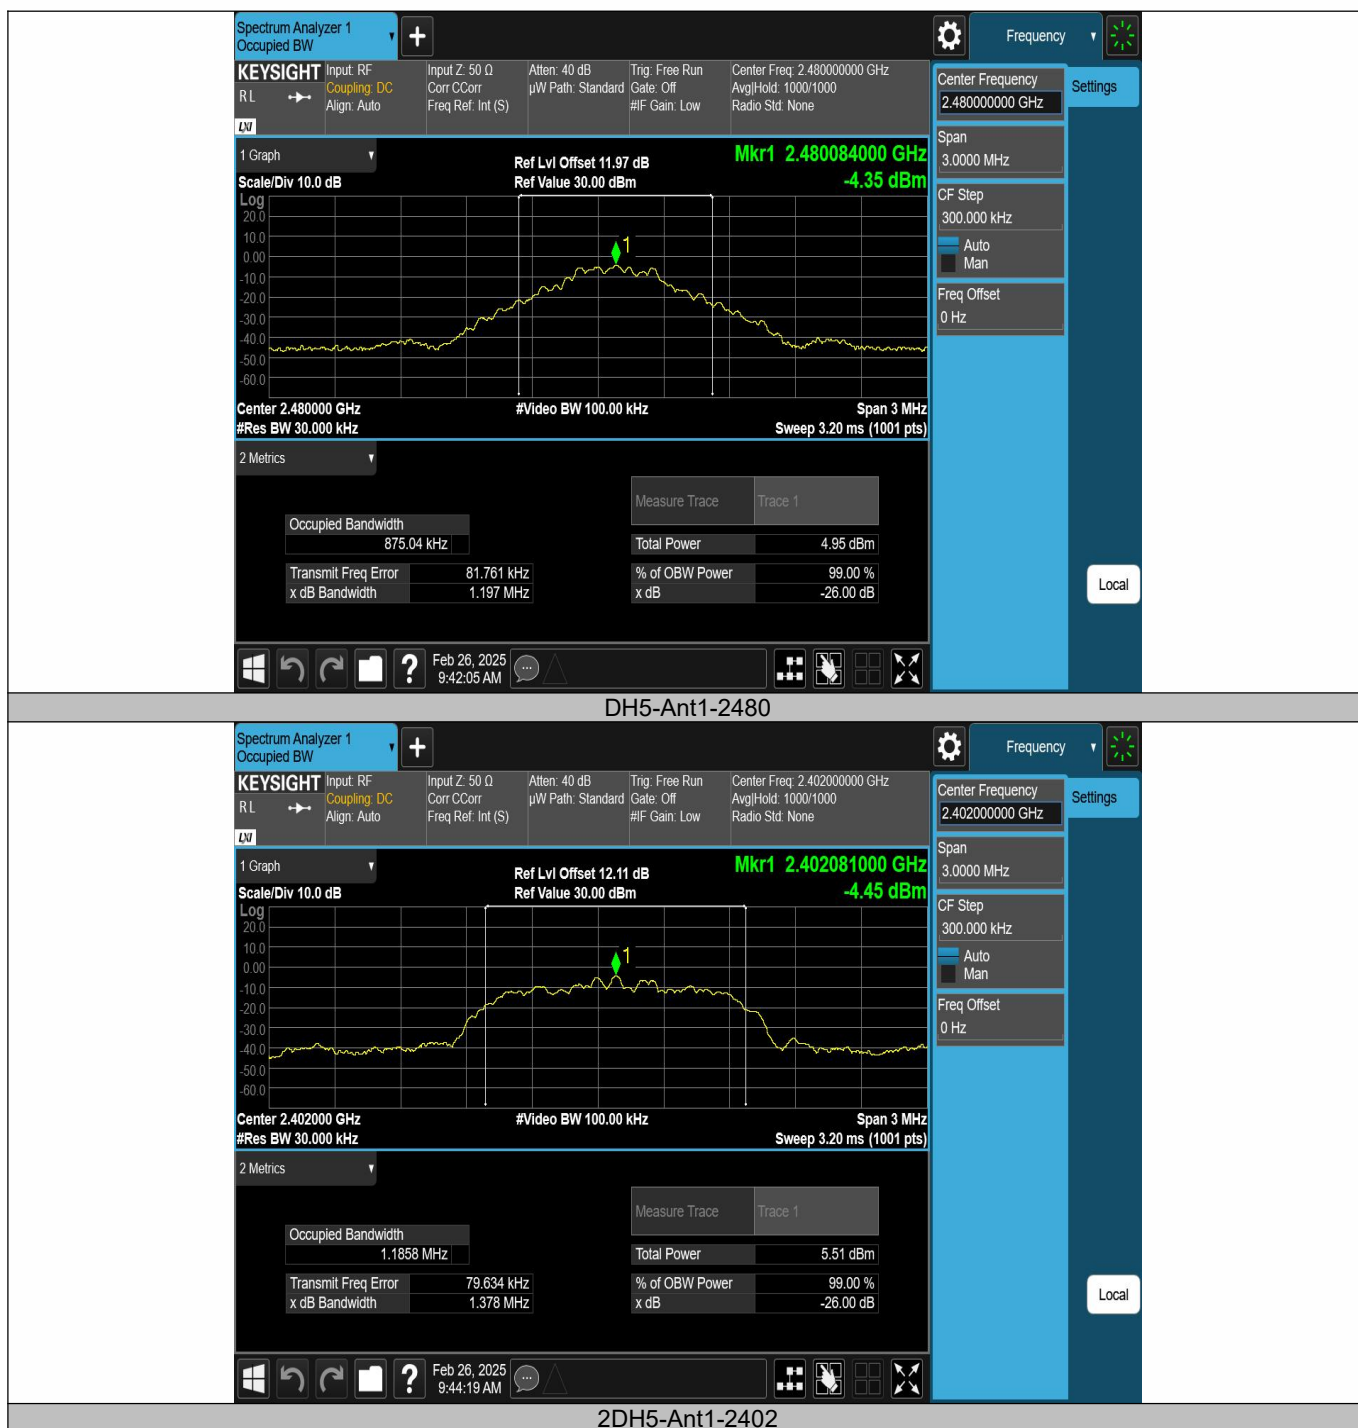 Spectrum Analyzer 1
Occupied BW
Frequency
KEYSIGHT
RL
LXI
Input: RF
Coupling: DC
Align: Auto
Input Z: 50 Ω
Corr CCorr
Freq Ref: Int (S)
Atten: 40 dB
µW Path: Standard
Trig: Free Run
Gate: Off
#IF Gain: Low
Center Freq: 2.480000000 GHz
Avg|Hold: 1000/1000
Radio Std: None
Center Frequency
2.480000000 GHz
Settings
Span
3.0000 MHz
CF Step
300.000 kHz
Auto
Man
Freq Offset
0 Hz
Local
1 Graph
Scale/Div 10.0 dB
Ref Lvl Offset 11.97 dB
Ref Value 30.00 dBm
Mkr1 2.480084000 GHz
-4.35 dBm
Log
20.0
10.0
0.00
-10.0
-20.0
-30.0
-40.0
-50.0
-60.0
1
Center 2.480000 GHz
#Video BW 100.00 kHz
Span 3 MHz
#Res BW 30.000 kHz
Sweep 3.20 ms (1001 pts)
2 Metrics
Measure Trace
Trace 1
Occupied Bandwidth
875.04 kHz
Total Power
4.95 dBm
Transmit Freq Error
81.761 kHz
% of OBW Power
99.00 %
x dB Bandwidth
1.197 MHz
x dB
-26.00 dB
?
Feb 26, 2025
9:42:05 AM
DH5-Ant1-2480
Spectrum Analyzer 1
Occupied BW
Frequency
KEYSIGHT
RL
LXI
Input: RF
Coupling: DC
Align: Auto
Input Z: 50 Ω
Corr CCorr
Freq Ref: Int (S)
Atten: 40 dB
µW Path: Standard
Trig: Free Run
Gate: Off
#IF Gain: Low
Center Freq: 2.402000000 GHz
Avg|Hold: 1000/1000
Radio Std: None
Center Frequency
2.402000000 GHz
Settings
Span
3.0000 MHz
CF Step
300.000 kHz
Auto
Man
Freq Offset
0 Hz
Local
1 Graph
Scale/Div 10.0 dB
Ref Lvl Offset 12.11 dB
Ref Value 30.00 dBm
Mkr1 2.402081000 GHz
-4.45 dBm
Log
20.0
10.0
0.00
-10.0
-20.0
-30.0
-40.0
-50.0
-60.0
1
Center 2.402000 GHz
#Video BW 100.00 kHz
Span 3 MHz
#Res BW 30.000 kHz
Sweep 3.20 ms (1001 pts)
2 Metrics
Measure Trace
Trace 1
Occupied Bandwidth
1.1858 MHz
Total Power
5.51 dBm
Transmit Freq Error
79.634 kHz
% of OBW Power
99.00 %
x dB Bandwidth
1.378 MHz
x dB
-26.00 dB
?
Feb 26, 2025
9:44:19 AM
2DH5-Ant1-2402